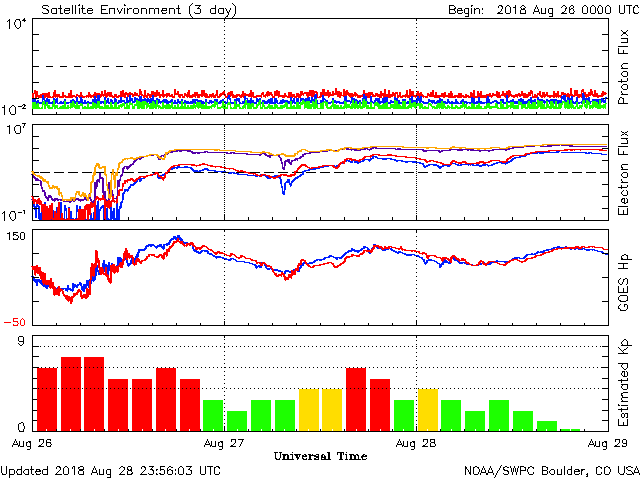 Satellite Environment (3 day)
Begin: 2018 Aug 26 0000 UTC
10^4
10^-2
Proton Flux
10^7
10^-1
Electron Flux
150
-50
GOES Hp
9
0
Estimated Kp
Aug 26 Aug 27 Aug 28 Aug 29
Universal Time
Updated 2018 Aug 28 23:56:03 UTC
NOAA/SWPC Boulder, CO USA